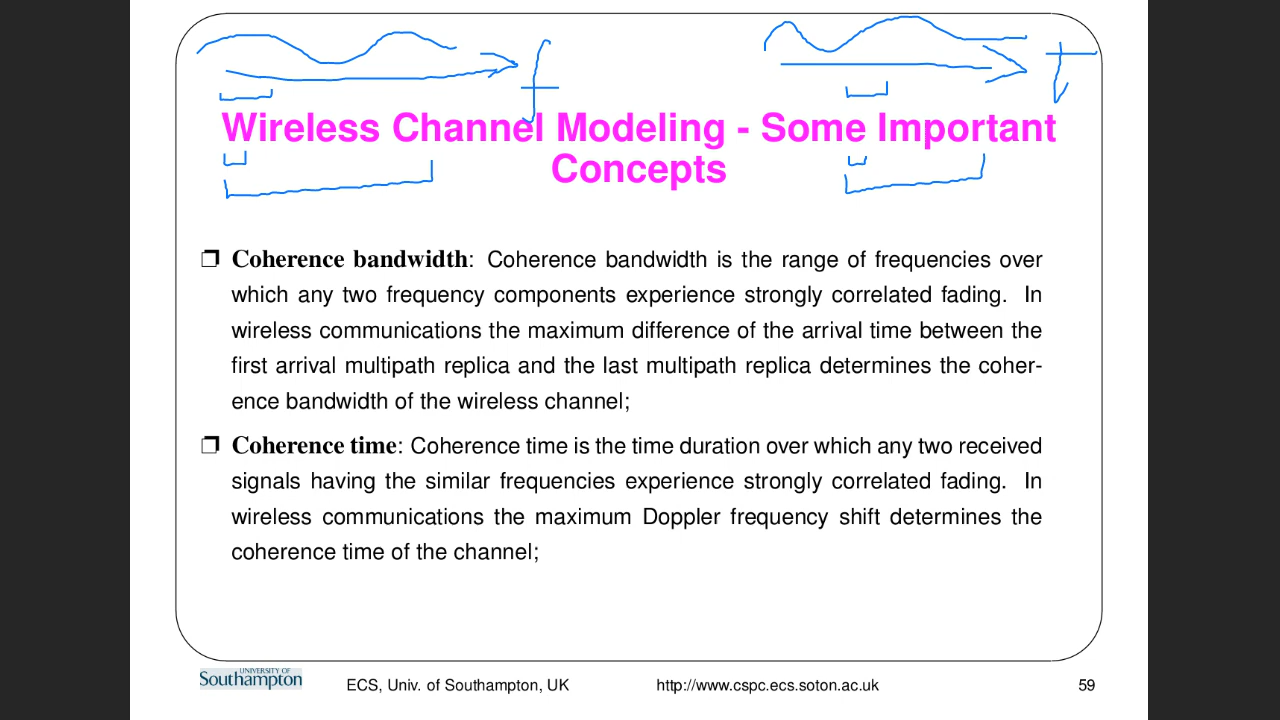 f
t
Wireless Channel Modeling - Some Important
Concepts
❐ Coherence bandwidth: Coherence bandwidth is the range of frequencies over
which any two frequency components experience strongly correlated fading. In
wireless communications the maximum difference of the arrival time between the
first arrival multipath replica and the last multipath replica determines the coher-
ence bandwidth of the wireless channel;
❐ Coherence time: Coherence time is the time duration over which any two received
signals having the similar frequencies experience strongly correlated fading. In
wireless communications the maximum Doppler frequency shift determines the
coherence time of the channel;
UNIVERSITY OF
Southampton
ECS, Univ. of Southampton, UK
http://www.cspc.ecs.soton.ac.uk
59